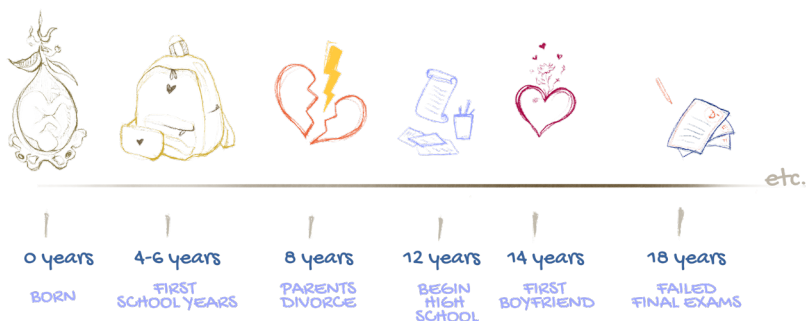 etc.
0 years
4-6 years
8 years
12 years
14 years
18 years
BORN
FIRST
SCHOOL YEARS
PARENTS
DIVORCE
BEGIN
HIGH
SCHOOL
FIRST
BOYFRIEND
FAILED
FINAL EXAMS